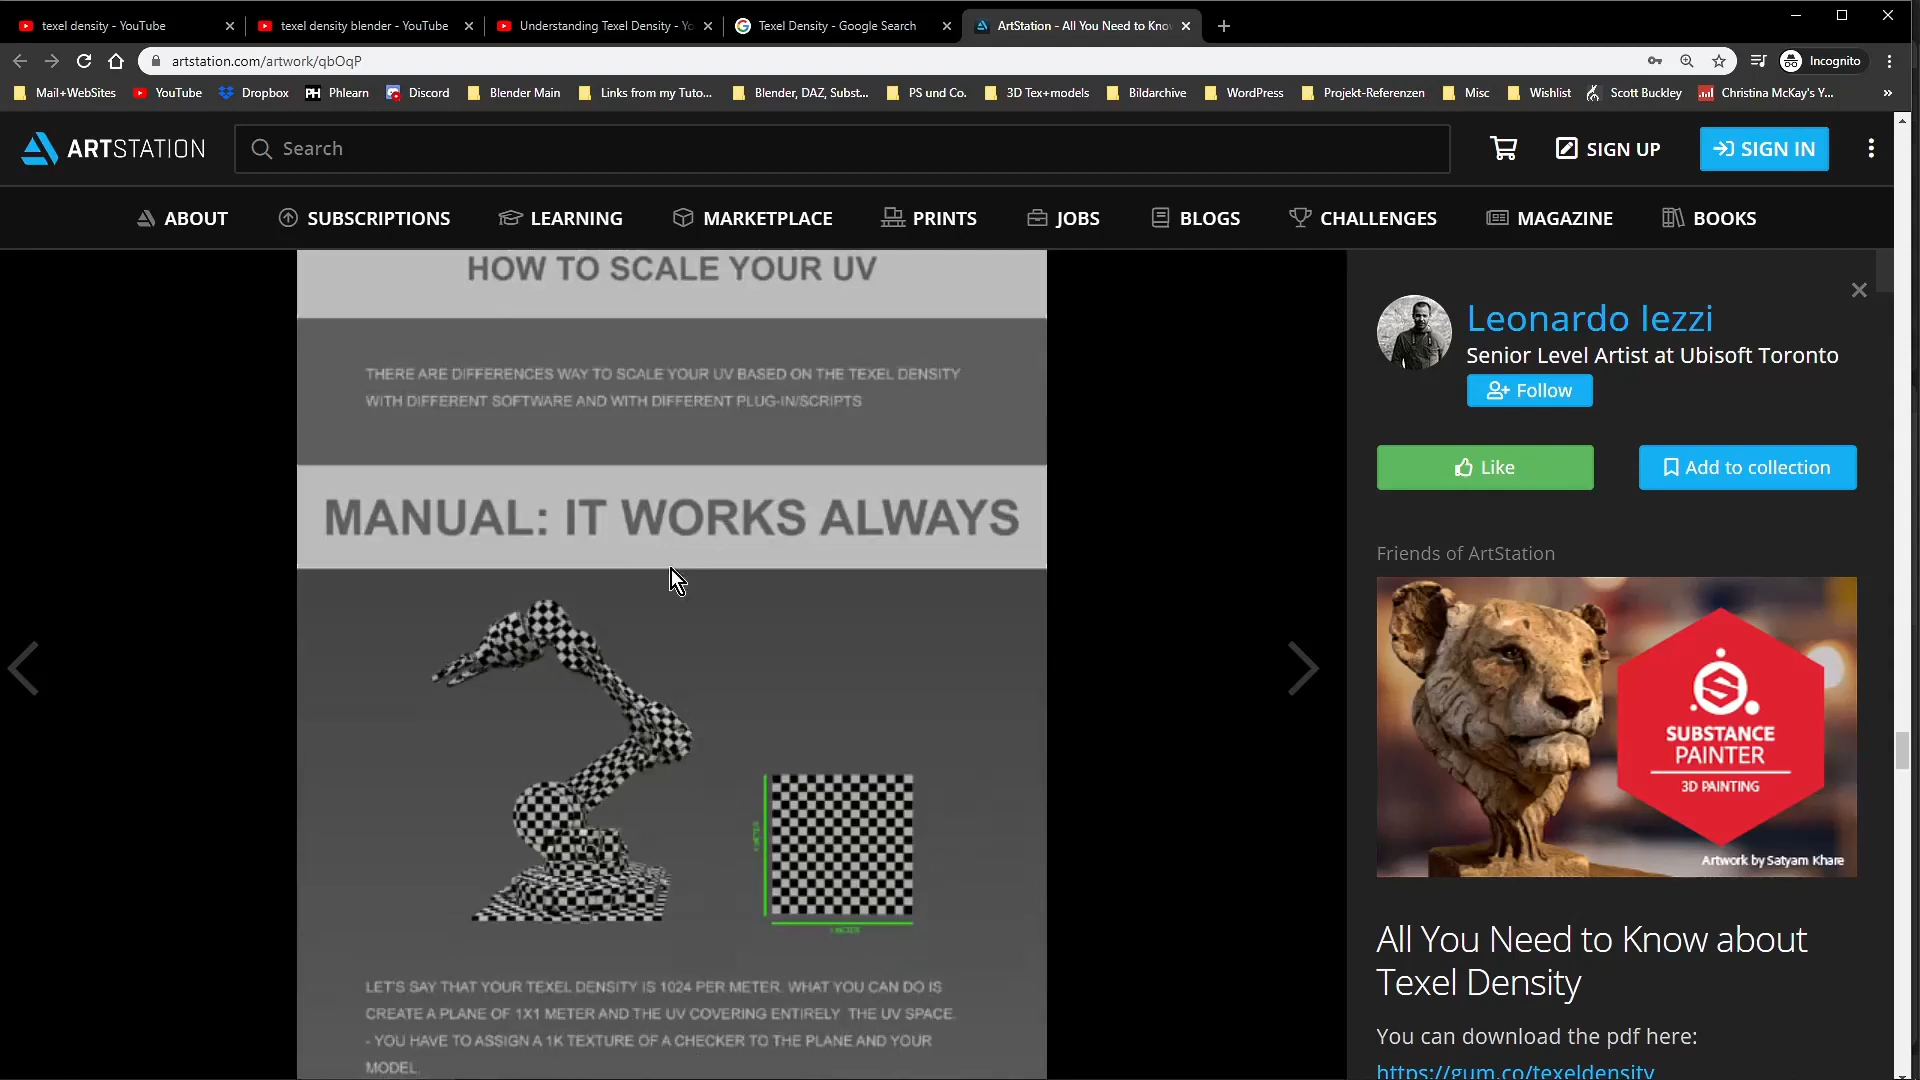 texel density - YouTube
texel density blender - YouTube
Understanding Texel Density - Yo
Texel Density - Google Search
ArtStation - All You Need to Know
artstation.com/artwork/qbOqP
Incognito
Mail+WebSites
YouTube
Dropbox
PH Phlearn
Discord
Blender Main
Links from my Tuto...
Blender, DAZ, Subst...
PS und Co.
3D Tex+models
Bildarchive
WordPress
Projekt-Referenzen
Misc
Wishlist
Scott Buckley
Christina McKay's Y...
»
ARTSTATION
Search
SIGN UP
SIGN IN
ABOUT
SUBSCRIPTIONS
LEARNING
MARKETPLACE
PRINTS
JOBS
BLOGS
CHALLENGES
MAGAZINE
BOOKS
HOW TO SCALE YOUR UV
THERE ARE DIFFERENCES WAY TO SCALE YOUR UV BASED ON THE TEXEL DENSITY
WITH DIFFERENT SOFTWARE AND WITH DIFFERENT PLUG-IN/SCRIPTS
MANUAL: IT WORKS ALWAYS
1 METER
LET'S SAY THAT YOUR TEXEL DENSITY IS 1024 PER METER. WHAT YOU CAN DO IS
CREATE A PLANE OF 1X1 METER AND THE UV COVERING ENTIRELY THE UV SPACE.
- YOU HAVE TO ASSIGN A 1K TEXTURE OF A CHECKER TO THE PLANE AND YOUR
MODEL.
Leonardo Iezzi
Senior Level Artist at Ubisoft Toronto
Follow
Like
Add to collection
Friends of ArtStation
SUBSTANCE
PAINTER
3D PAINTING
Artwork by Satyam Khare
All You Need to Know about
Texel Density
You can download the pdf here:
https://gum.co/texeldensity